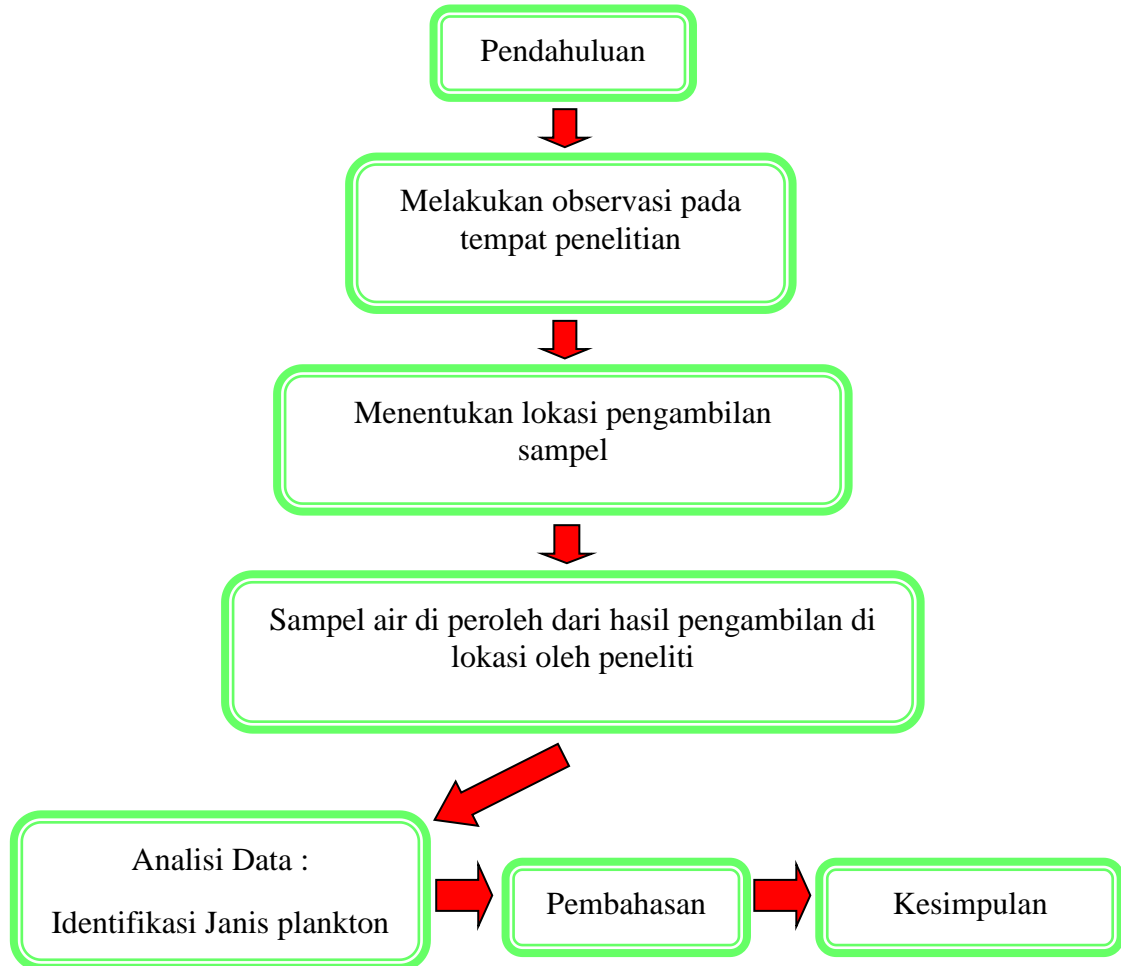 Pendahuluan
Melakukan observasi pada
tempat penelitian
Menentukan lokasi pengambilan
sampel
Sampel air di peroleh dari hasil pengambilan di
lokasi oleh peneliti
Analisi Data :
Identifikasi Janis plankton
Pembahasan
Kesimpulan